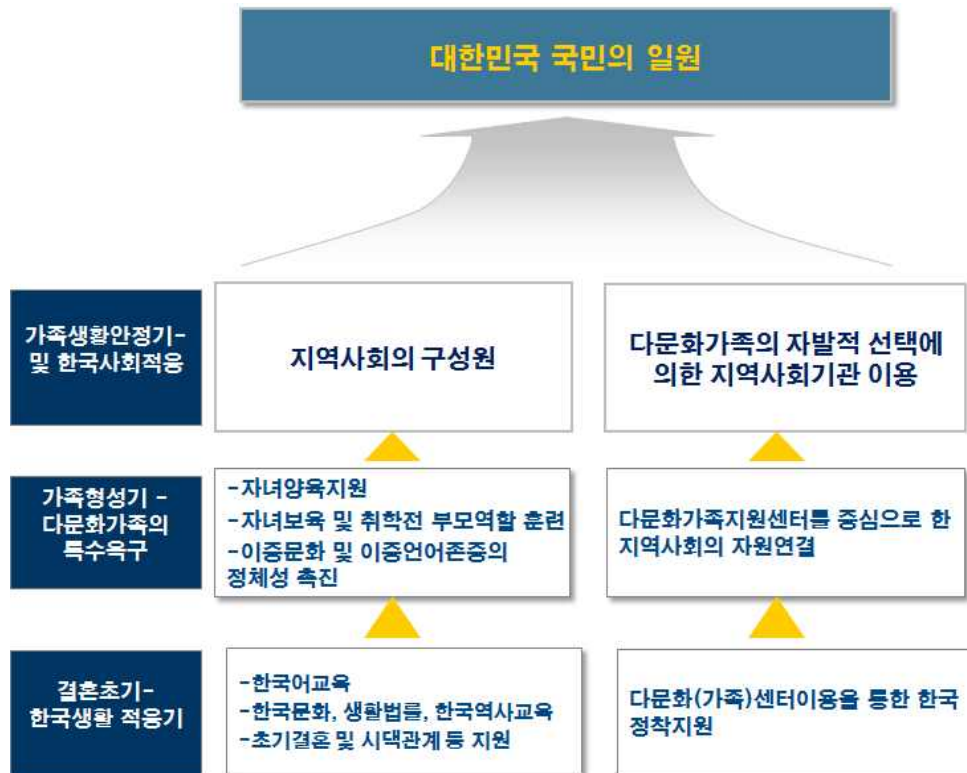 대한민국 국민의 일원
가족생활안정기-
및 한국사회적응
지역사회의 구성원
다문화가족의 자발적 선택에
의한 지역사회기관 이용
가족형성기 -
다문화가족의
특수욕구
-자녀양육지원
-자녀보육 및 취학전 부모역할 훈련
-이중문화 및 이중언어존중의
정체성 촉진
다문화가족지원센터를 중심으로 한
지역사회의 자원연결
결혼초기-
한국생활 적응기
-한국어교육
-한국문화, 생활법률, 한국역사교육
-초기결혼 및 시댁관계 등 지원
다문화(가족)센터이용을 통한 한국
정착지원